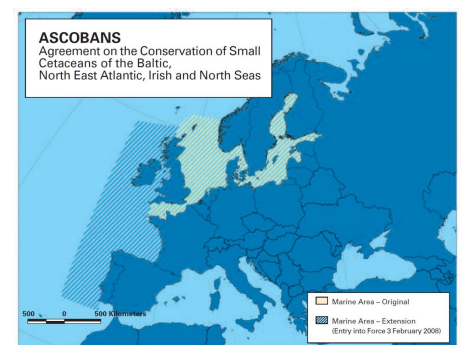 ASCOBANS
Agreement on the Conservation of Small
Cetaceans of the Baltic,
North East Atlantic, Irish and North Seas
500 0 500 Kilometers
Marine Area – Original
Marine Area – Extension
(Entry into Force 3 February 2008)